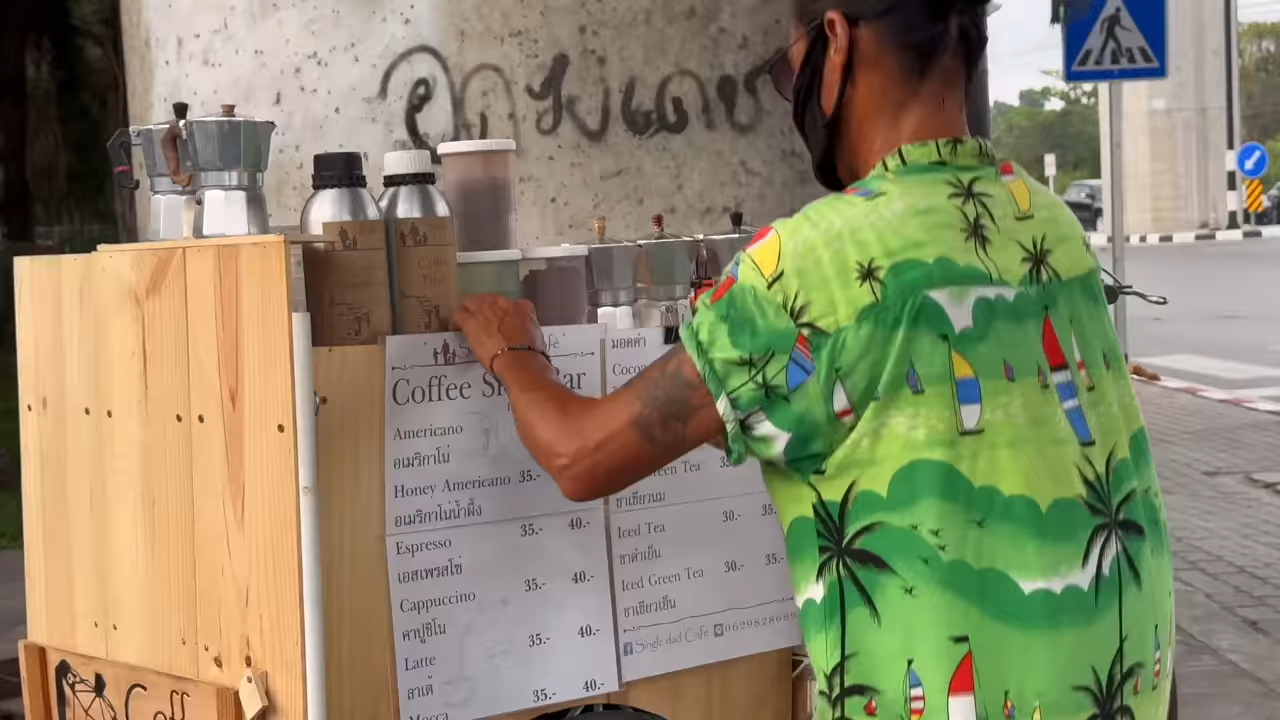 Coffee
Bar
Americano
อเมริกาโน่
Honey Americano 35.-
อเมริกาโน่น้ำผึ้ง
Espresso 35.- 40.-
เอสเพรสโซ่
Cappuccino 35.- 40.-
คาปูชิโน
Latte 35.- 40.-
ลาเต้
Mocca 35.- 40.-
มอคค่า
Cocoa
Green Tea
ชาเขียวนม
Iced Tea 30.- 35.
ชาดำเย็น
Iced Green Tea 30.- 35.-
ชาเขียวเย็น
Single dad Cafe 0629828689
Coff